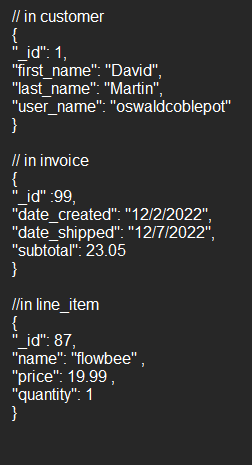 // in customer
{
"_id": 1,
"first_name": "David",
"last_name": "Martin",
"user_name": "oswaldcoblepot"
}
// in invoice
{
"_id" :99,
"date_created": "12/2/2022",
"date_shipped": "12/7/2022",
"subtotal": 23.05
}
//in line_item
{
"_id": 87,
"name": "flowbee" ,
"price": 19.99 ,
"quantity": 1
}